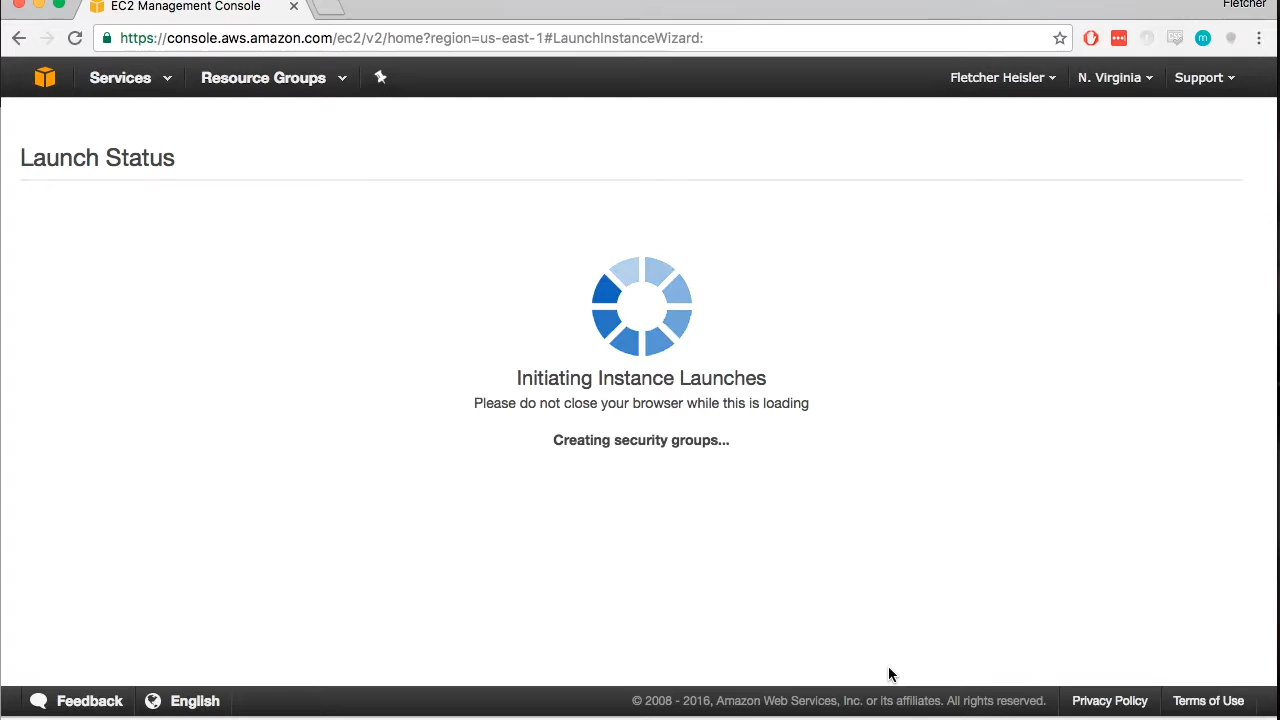 EC2 Management Console
Fletcher
https://console.aws.amazon.com/ec2/v2/home?region=us-east-1#LaunchInstanceWizard:
Services Resource Groups Fletcher Heisler N. Virginia Support
Launch Status
Initiating Instance Launches
Please do not close your browser while this is loading
Creating security groups...
Feedback English © 2008 - 2016, Amazon Web Services, Inc. or its affiliates. All rights reserved. Privacy Policy Terms of Use